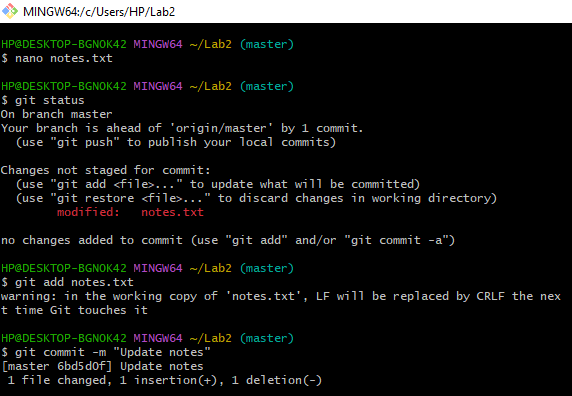 MINGW64:/c/Users/HP/Lab2
HP@DESKTOP-BGNOK42 MINGW64 ~/Lab2 (master)
$ nano notes.txt
HP@DESKTOP-BGNOK42 MINGW64 ~/Lab2 (master)
$ git status
On branch master
Your branch is ahead of 'origin/master' by 1 commit.
  (use "git push" to publish your local commits)
Changes not staged for commit:
  (use "git add <file>..." to update what will be committed)
  (use "git restore <file>..." to discard changes in working directory)
        modified:   notes.txt
no changes added to commit (use "git add" and/or "git commit -a")
HP@DESKTOP-BGNOK42 MINGW64 ~/Lab2 (master)
$ git add notes.txt
warning: in the working copy of 'notes.txt', LF will be replaced by CRLF the nex
t time Git touches it
HP@DESKTOP-BGNOK42 MINGW64 ~/Lab2 (master)
$ git commit -m "Update notes"
[master 6bd5d0f] Update notes
 1 file changed, 1 insertion(+), 1 deletion(-)